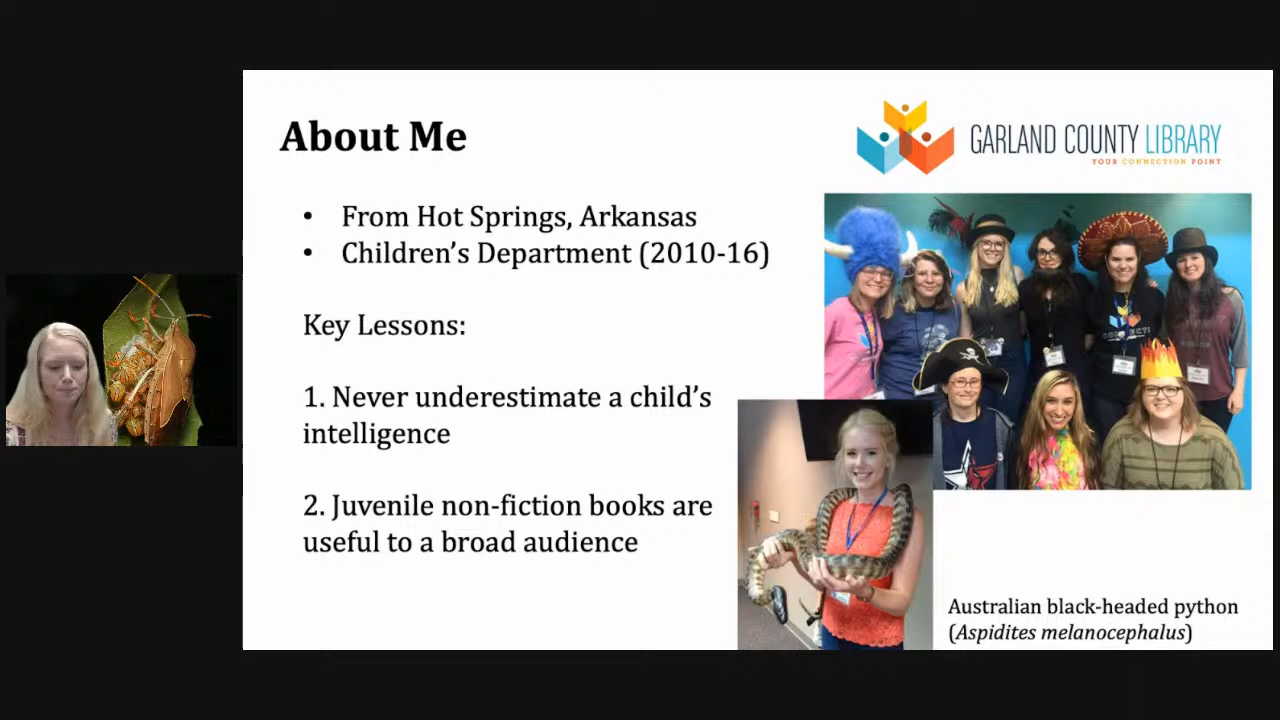 About Me
GARLAND COUNTY LIBRARY
YOUR CONNECTION POINT
• From Hot Springs, Arkansas
• Children's Department (2010-16)
Key Lessons:
1. Never underestimate a child's
intelligence
2. Juvenile non-fiction books are
useful to a broad audience
Australian black-headed python
(Aspidites melanocephalus)